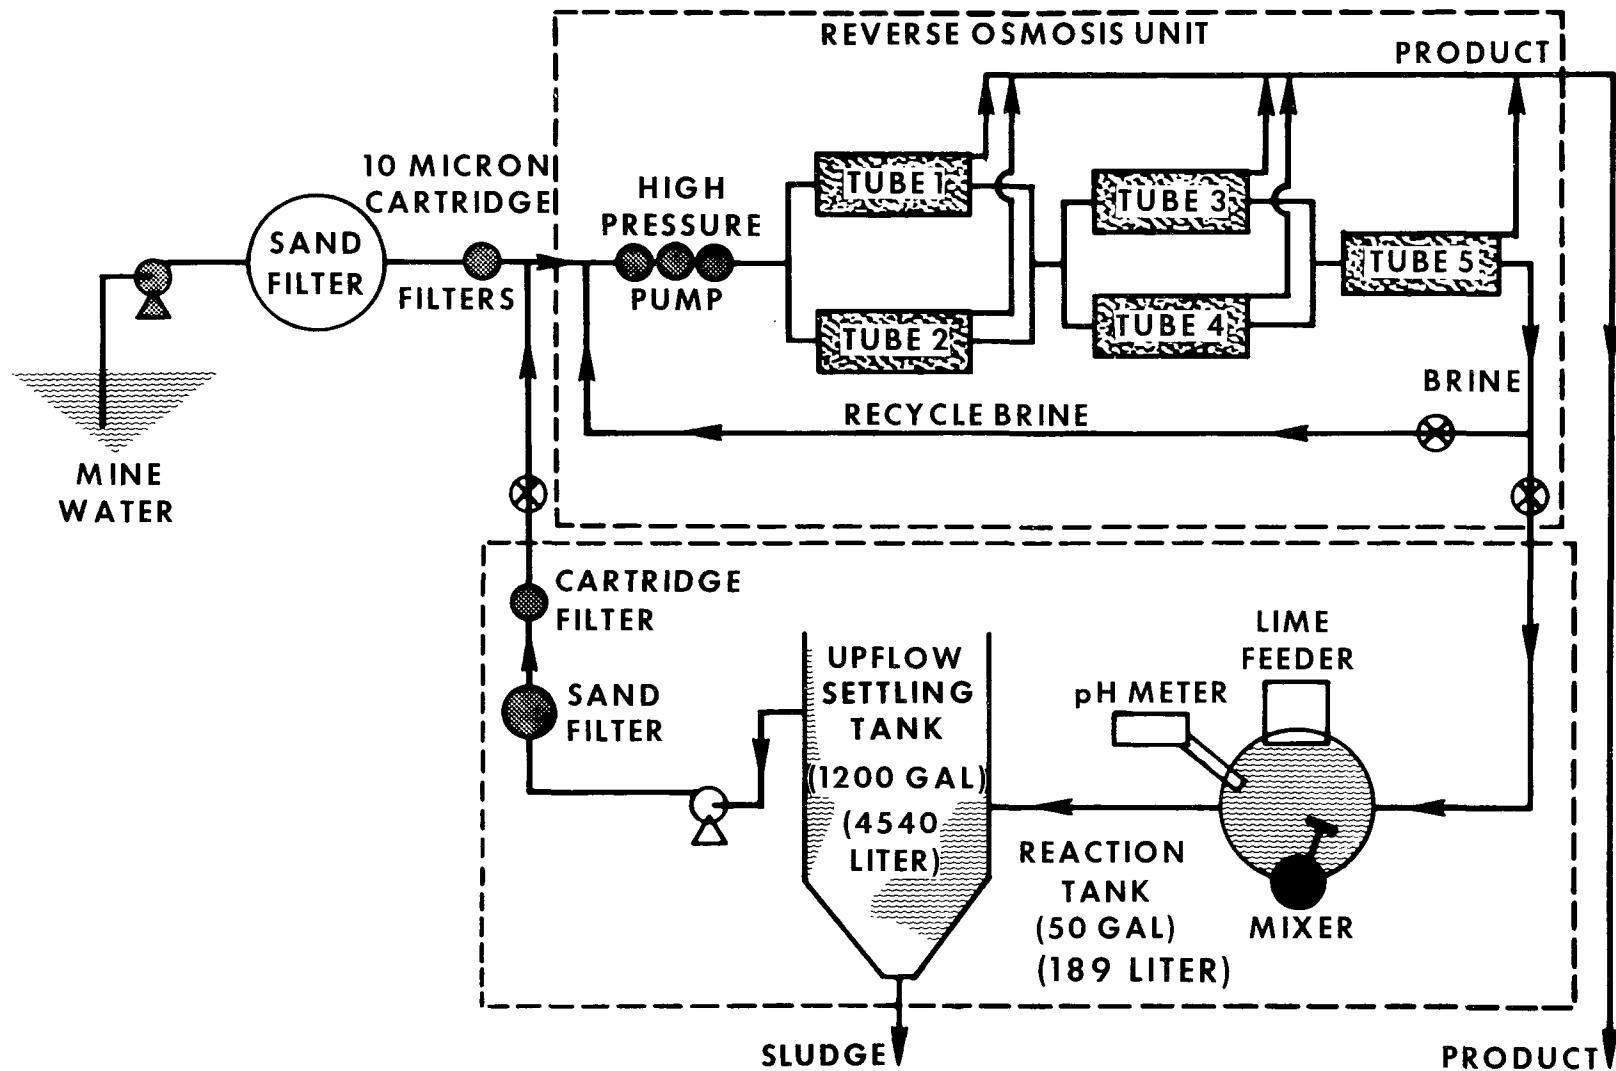 REVERSE OSMOSIS UNIT
PRODUCT
10 MICRON
CARTRIDGE
FILTERS
SAND
FILTER
HIGH
PRESSURE
PUMP
TUBE 1
TUBE 2
TUBE 3
TUBE 4
TUBE 5
MINE
WATER
RECYCLE BRINE
BRINE
CARTRIDGE
FILTER
SAND
FILTER
UPFLOW
SETTLING
TANK
(1200 GAL)
(4540
LITER)
LIME
FEEDER
pH METER
REACTION
TANK
(50 GAL)
(189 LITER)
MIXER
SLUDGE
PRODUCT